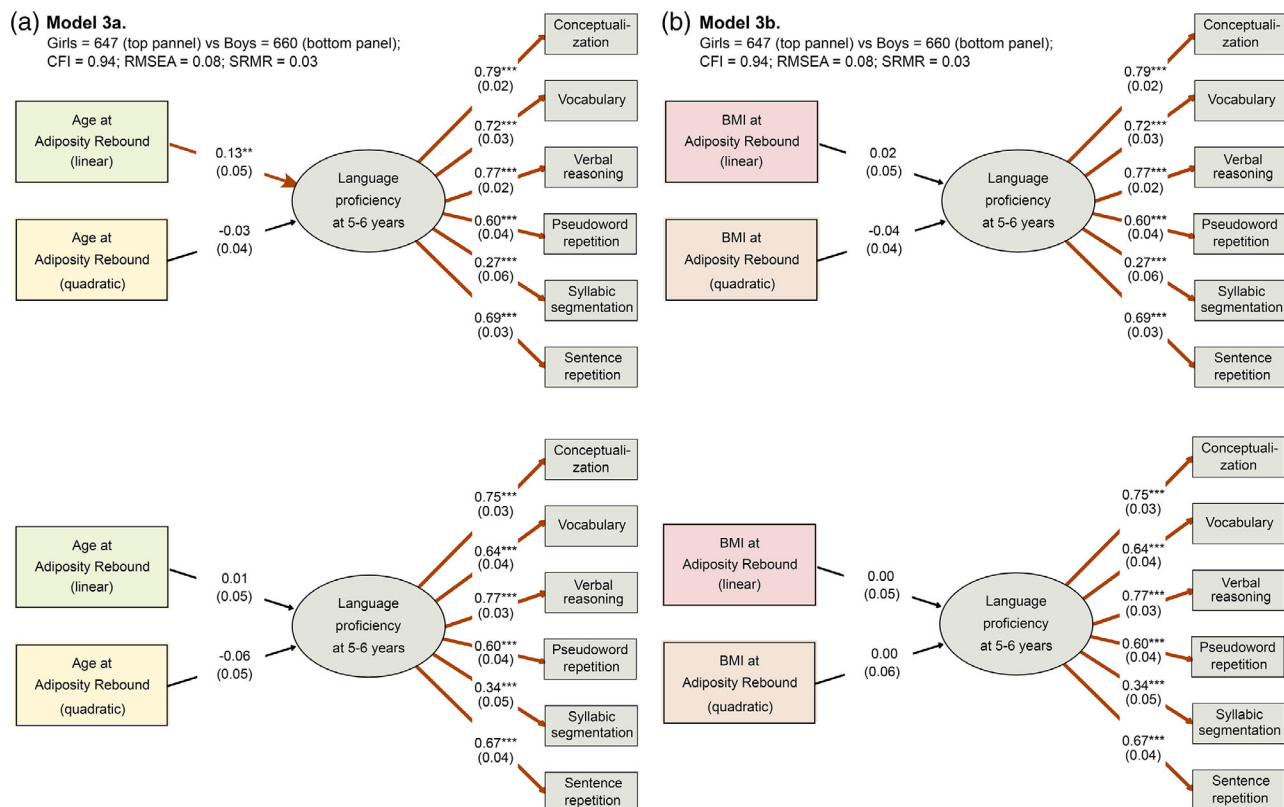 (a) Model 3a.
Girls = 647 (top pannel) vs Boys = 660 (bottom panel);
CFI = 0.94; RMSEA = 0.08; SRMR = 0.03
Age at
Adiposity Rebound
(linear)
0.13**
(0.05)
Age at
Adiposity Rebound
(quadratic)
-0.03
(0.04)
Language
proficiency
at 5-6 years
0.79***
(0.02)
0.72***
(0.03)
0.77***
(0.02)
0.60***
(0.04)
0.27***
(0.06)
0.69***
(0.03)
Conceptuali-
zation
Vocabulary
Verbal
reasoning
Pseudoword
repetition
Syllabic
segmentation
Sentence
repetition
Age at
Adiposity Rebound
(linear)
0.01
(0.05)
Age at
Adiposity Rebound
(quadratic)
-0.06
(0.05)
Language
proficiency
at 5-6 years
0.75***
(0.03)
0.64***
(0.04)
0.77***
(0.03)
0.60***
(0.04)
0.34***
(0.05)
0.67***
(0.04)
Conceptuali-
zation
Vocabulary
Verbal
reasoning
Pseudoword
repetition
Syllabic
segmentation
Sentence
repetition
(b) Model 3b.
Girls = 647 (top pannel) vs Boys = 660 (bottom panel);
CFI = 0.94; RMSEA = 0.08; SRMR = 0.03
BMI at
Adiposity Rebound
(linear)
0.02
(0.05)
BMI at
Adiposity Rebound
(quadratic)
-0.04
(0.04)
Language
proficiency
at 5-6 years
0.79***
(0.02)
0.72***
(0.03)
0.77***
(0.02)
0.60***
(0.04)
0.27***
(0.06)
0.69***
(0.03)
Conceptuali-
zation
Vocabulary
Verbal
reasoning
Pseudoword
repetition
Syllabic
segmentation
Sentence
repetition
BMI at
Adiposity Rebound
(linear)
0.00
(0.05)
BMI at
Adiposity Rebound
(quadratic)
0.00
(0.06)
Language
proficiency
at 5-6 years
0.75***
(0.03)
0.64***
(0.04)
0.77***
(0.03)
0.60***
(0.04)
0.34***
(0.05)
0.67***
(0.04)
Conceptuali-
zation
Vocabulary
Verbal
reasoning
Pseudoword
repetition
Syllabic
segmentation
Sentence
repetition